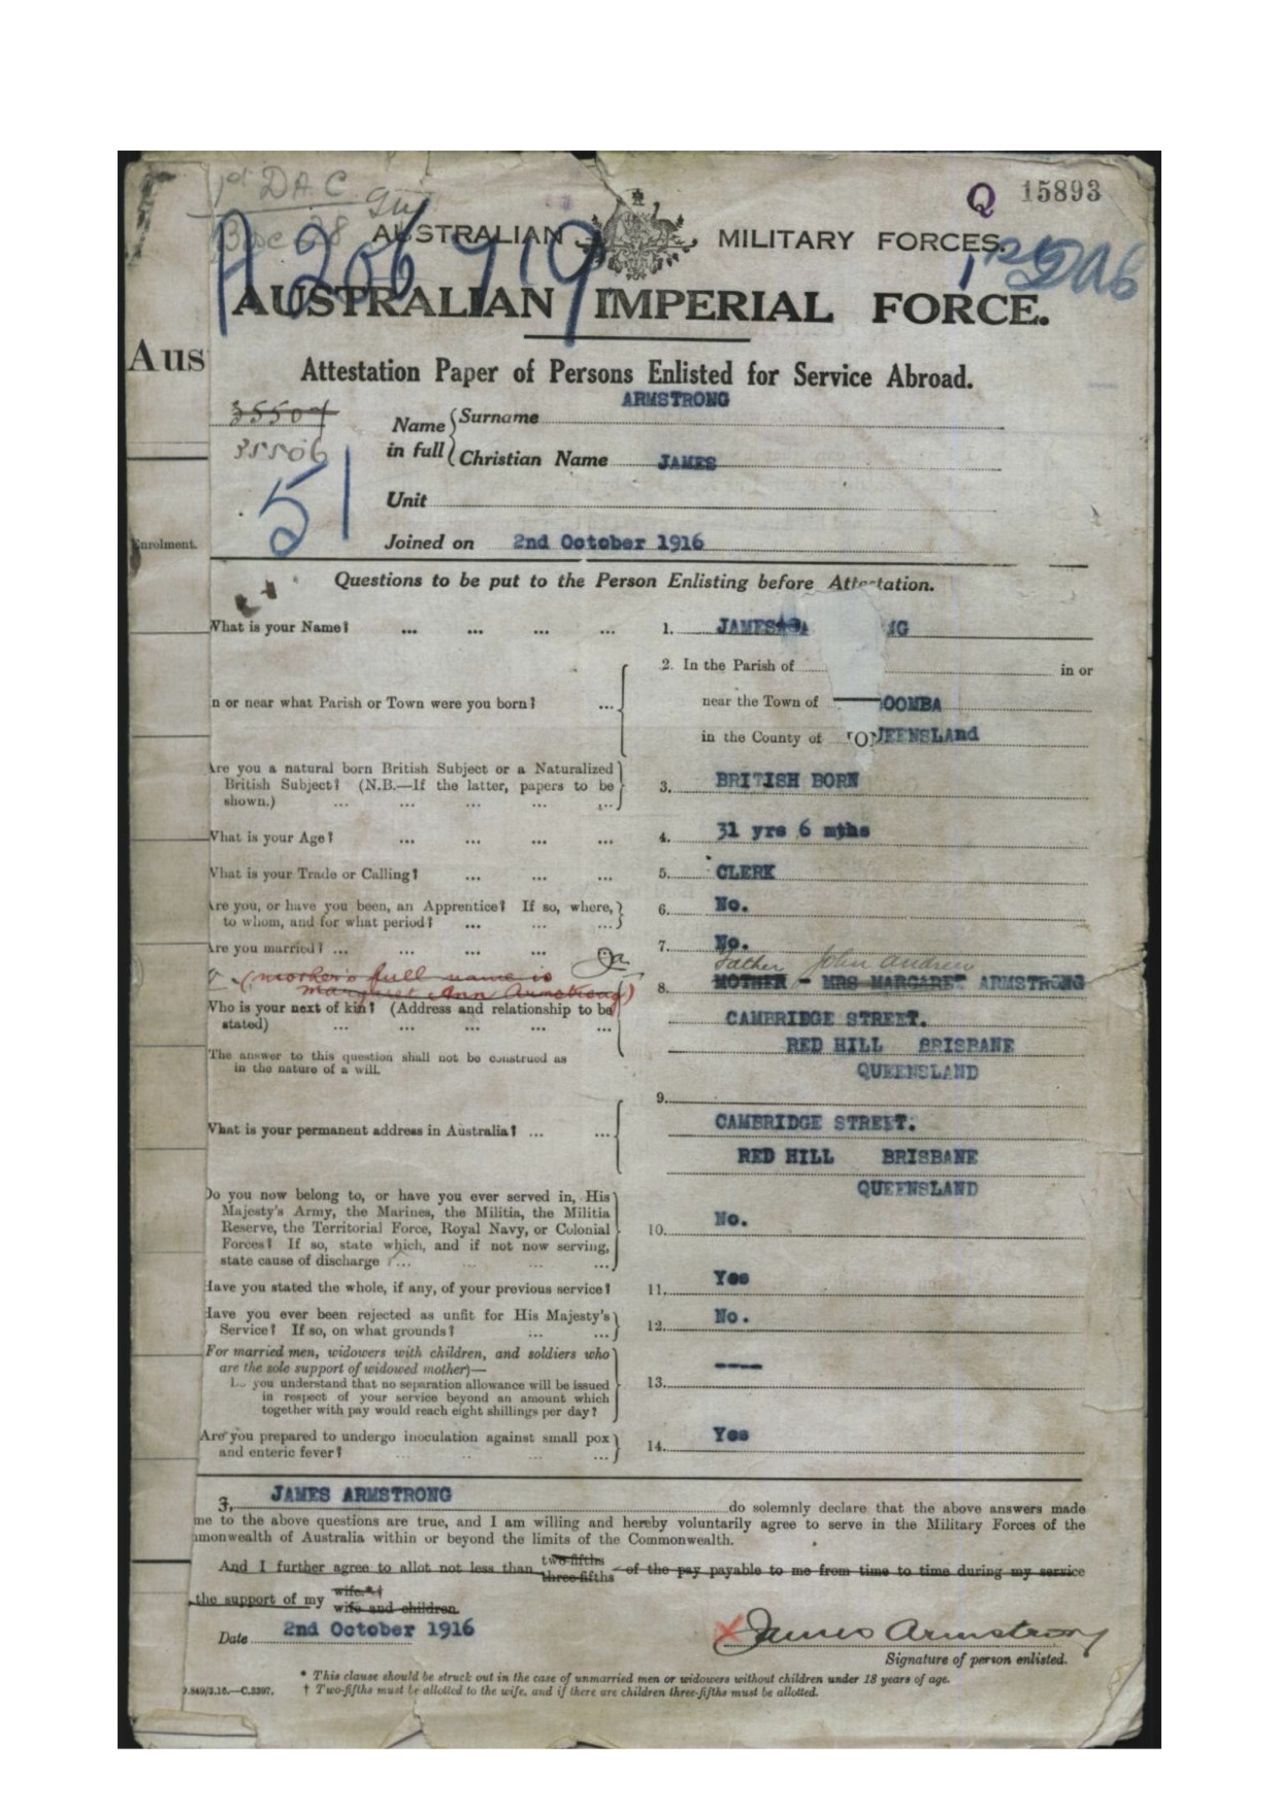 1st D.A.C.
Q 15893
A 206719
AUSTRALIAN MILITARY FORCES.
AUSTRALIAN IMPERIAL FORCE.
Aus
Attestation Paper of Persons Enlisted for Service Abroad.
35507
35506
51
Name in full { Surname ARMSTRONG
Christian Name JAMES
Unit
Joined on 2nd October 1916
Enrolment.
Questions to be put to the Person Enlisting before Attestation.
What is your Name? ... ... ... ... 1. JAMES NG
2. In the Parish of in or
n or near what Parish or Town were you born? ... near the Town of OOMBA
in the County of QUEENSLAnd
Are you a natural born British Subject or a Naturalized
British Subject? (N.B.—If the latter, papers to be
shown.) ... ... ... ... 3. BRITISH BORN
What is your Age? ... ... ... ... 4. 31 yrs 6 mths
What is your Trade or Calling? ... ... ... 5. CLERK
Are you, or have you been, an Apprentice? If so, where,
to whom, and for what period? ... ... ... 6. No.
Are you married? ... ... ... ... 7. No.
Father John Andrew
(mother's full name is
Margaret Ann Armstrong)
8. MOTHER - MRS MARGARET ARMSTRONG
Who is your next of kin? (Address and relationship to be
stated) ... ... ... ...
CAMBRIDGE STREET.
RED HILL BRISBANE
QUEENSLAND
The answer to this question shall not be construed as
in the nature of a will.
9.
What is your permanent address in Australia? ... ... CAMBRIDGE STREET.
RED HILL BRISBANE
QUEENSLAND
Do you now belong to, or have you ever served in, His
Majesty's Army, the Marines, the Militia, the Militia
Reserve, the Territorial Force, Royal Navy, or Colonial
Forces? If so, state which, and if not now serving,
state cause of discharge ... ... ... 10. No.
Have you stated the whole, if any, of your previous service? 11. Yes
Have you ever been rejected as unfit for His Majesty's
Service? If so, on what grounds? ... ... 12. No.
For married men, widowers with children, and soldiers who
are the sole support of widowed mother)—
Do you understand that no separation allowance will be issued
in respect of your service beyond an amount which
together with pay would reach eight shillings per day? 13. ----
Are you prepared to undergo inoculation against small pox
and enteric fever? ... ... ... 14. Yes
I, JAMES ARMSTRONG do solemnly declare that the above answers made
me to the above questions are true, and I am willing and hereby voluntarily agree to serve in the Military Forces of the
mmonwealth of Australia within or beyond the limits of the Commonwealth.
And I further agree to allot not less than two-fifths three-fifths of the pay payable to me from time to time during my service
the support of my wife.*† wife and children.
Date 2nd October 1916
James Armstrong
Signature of person enlisted.
* This clause should be struck out in the case of unmarried men or widowers without children under 18 years of age.
† Two-fifths must be allotted to the wife, and if there are children three-fifths must be allotted.
.849/3.16.—C.3397.